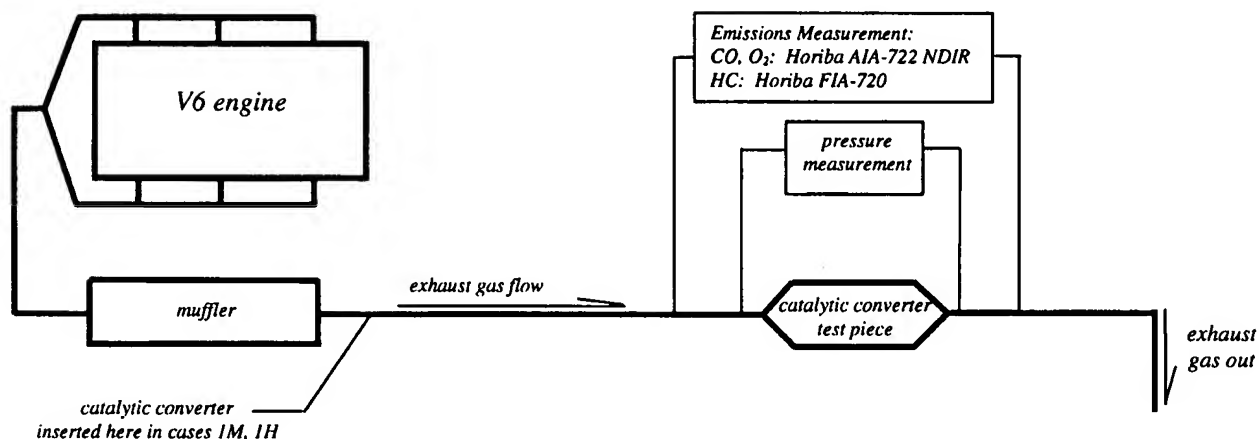 V6 engine
Emissions Measurement:
CO, O₂: Horiba AIA-722 NDIR
HC: Horiba FIA-720
pressure
measurement
exhaust gas flow
muffler
catalytic converter
test piece
exhaust
gas out
catalytic converter
inserted here in cases 1M, 1H